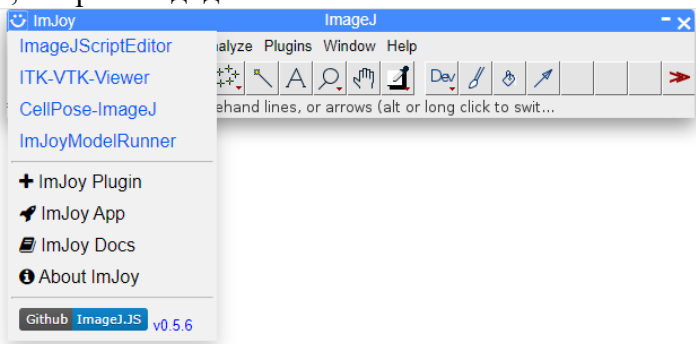 ImJoy ImageJ
ImageJScriptEditor
alyze Plugins Window Help
ITK-VTK-Viewer
A Dev
CellPose-ImageJ
ehand lines, or arrows (alt or long click to swit...
ImJoyModelRunner
ImJoy Plugin
ImJoy App
ImJoy Docs
About ImJoy
Github ImageJ.JS v0.5.6